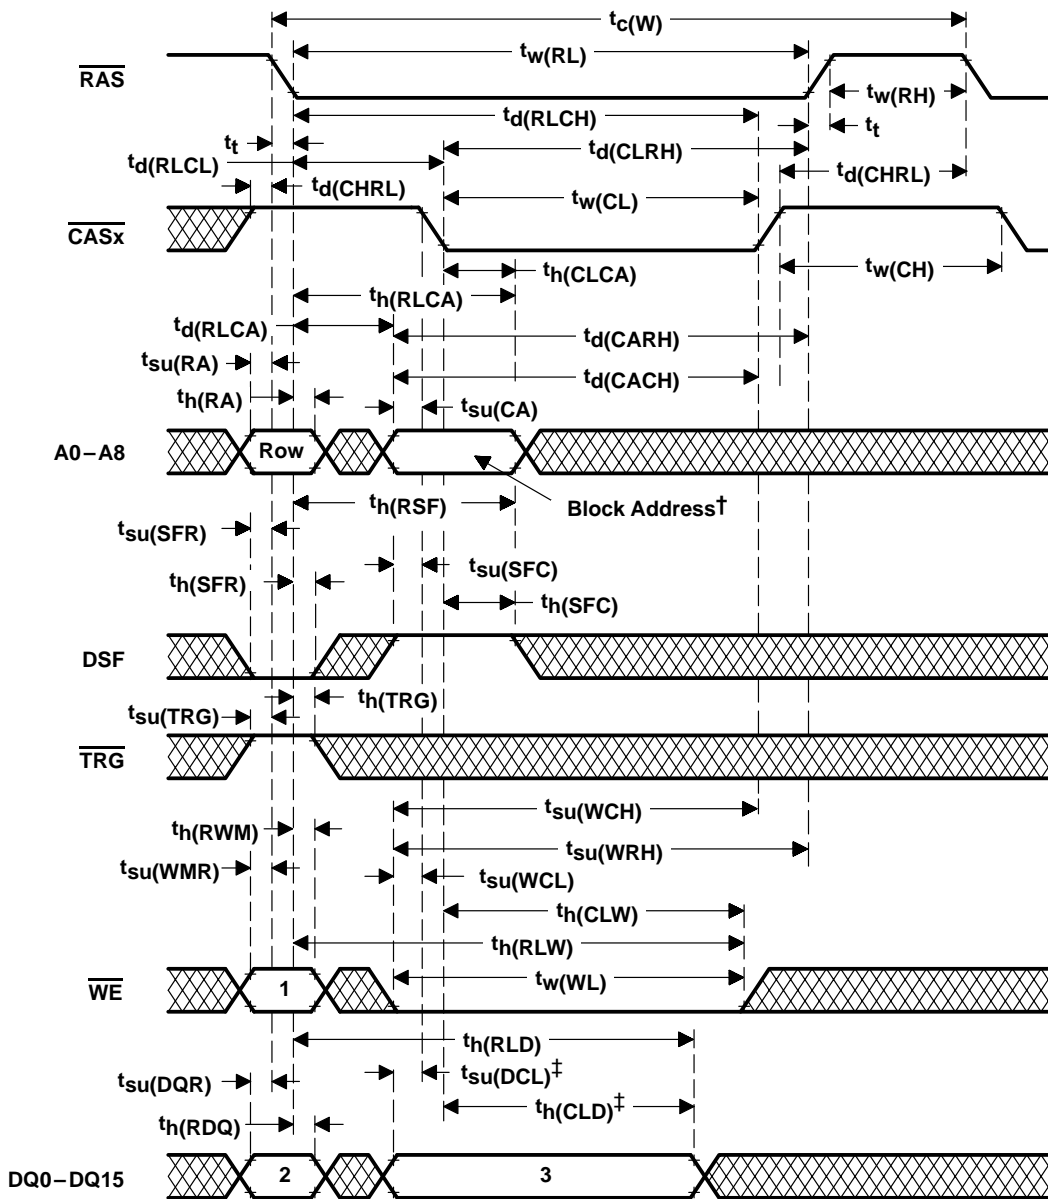 tc(W)
RAS
tw(RL)
tw(RH)
td(RLCH)
tt
tt
td(RLCL)
td(CLRH)
td(CHRL)
td(CHRL)
tw(CL)
CASx
th(CLCA)
tw(CH)
th(RLCA)
td(RLCA)
td(CARH)
tsu(RA)
td(CACH)
th(RA)
tsu(CA)
A0–A8
Row
th(RSF)
Block Address†
tsu(SFR)
tsu(SFC)
th(SFR)
th(SFC)
DSF
th(TRG)
tsu(TRG)
TRG
tsu(WCH)
th(RWM)
tsu(WRH)
tsu(WMR)
tsu(WCL)
th(CLW)
th(RLW)
WE
1
tw(WL)
th(RLD)
tsu(DQR)
tsu(DCL)‡
th(CLD)‡
th(RDQ)
DQ0–DQ15
2
3